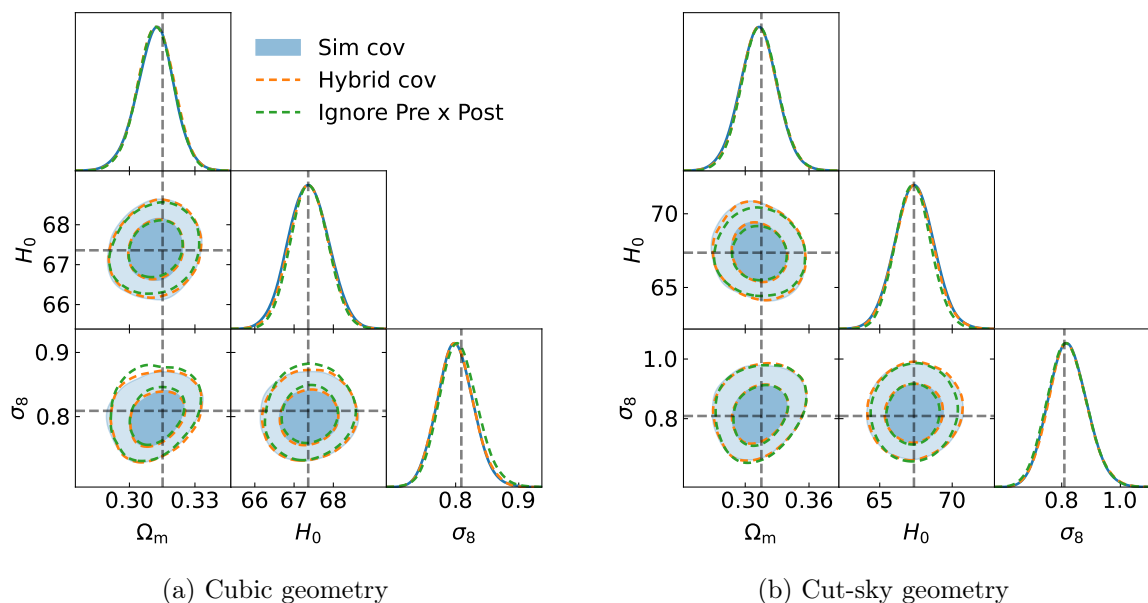 Sim cov
Hybrid cov
Ignore Pre x Post
68
67
66
H₀
0.9
0.8
σ₈
0.30 0.33
66 67 68
0.8 0.9
Ωₘ
H₀
σ₈
(a) Cubic geometry
70
65
H₀
1.0
0.8
σ₈
0.30 0.36
65 70
0.8 1.0
Ωₘ
H₀
σ₈
(b) Cut-sky geometry